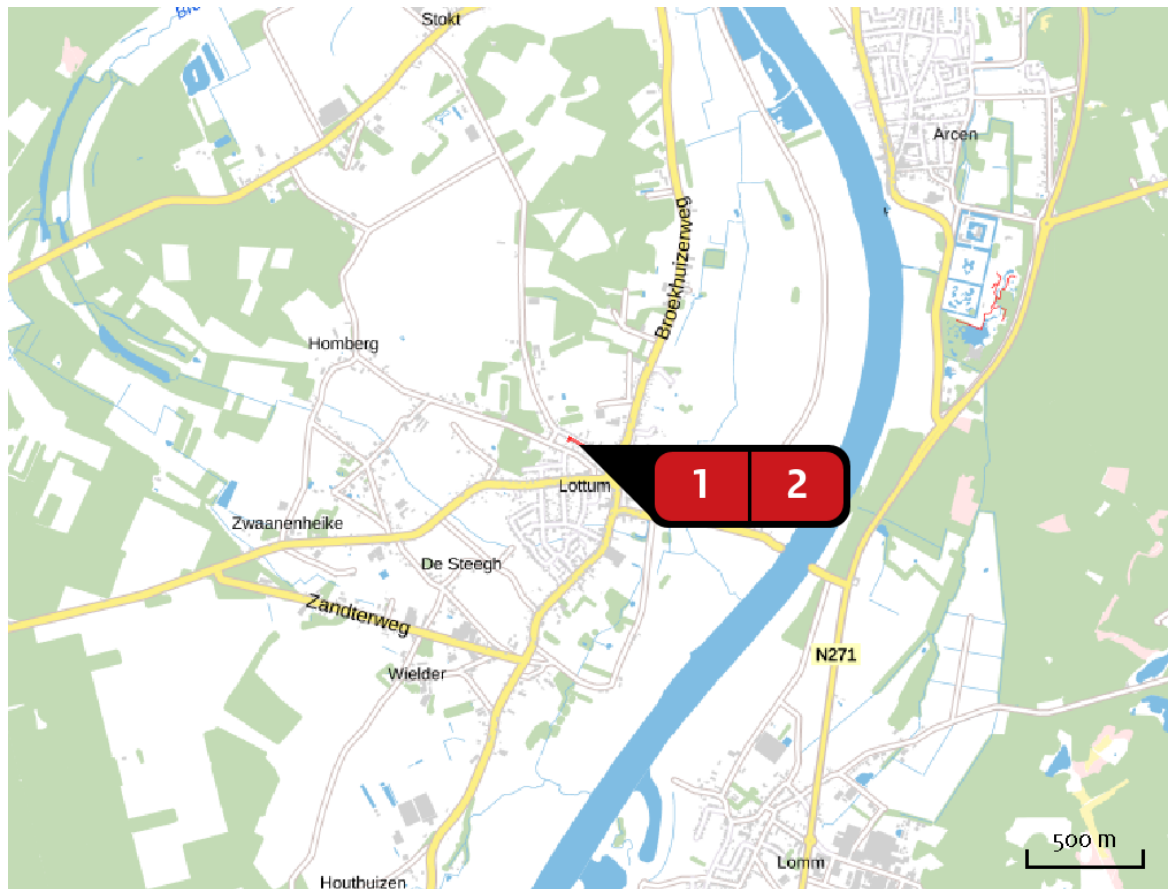 Stokt
Arcen
Broekhuizerweg
Homberg
1 2
Lottum
Zwaanenheike
De Steegh
Zandterweg
N271
Wielder
500 m
Lomm
Houthuizen